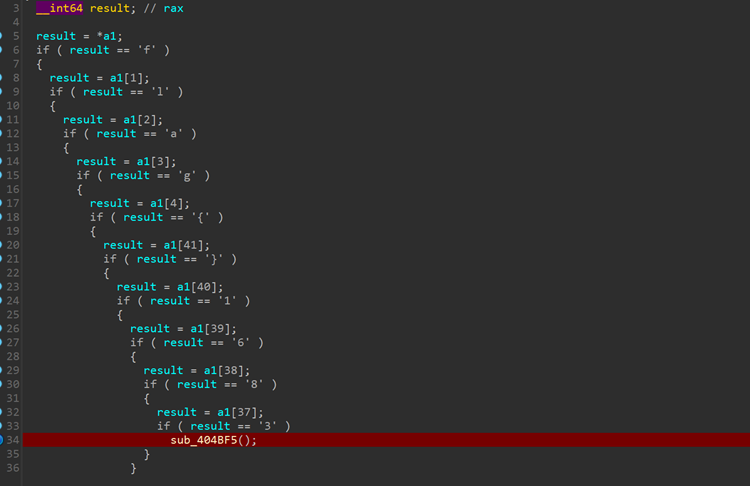 3 __int64 result; // rax
4
5 result = *a1;
6 if ( result == 'f' )
7 {
8 result = a1[1];
9 if ( result == 'l' )
10 {
11 result = a1[2];
12 if ( result == 'a' )
13 {
14 result = a1[3];
15 if ( result == 'g' )
16 {
17 result = a1[4];
18 if ( result == '{' )
19 {
20 result = a1[41];
21 if ( result == '}' )
22 {
23 result = a1[40];
24 if ( result == '1' )
25 {
26 result = a1[39];
27 if ( result == '6' )
28 {
29 result = a1[38];
30 if ( result == '8' )
31 {
32 result = a1[37];
33 if ( result == '3' )
34 sub_404BF5();
35 }
36 }